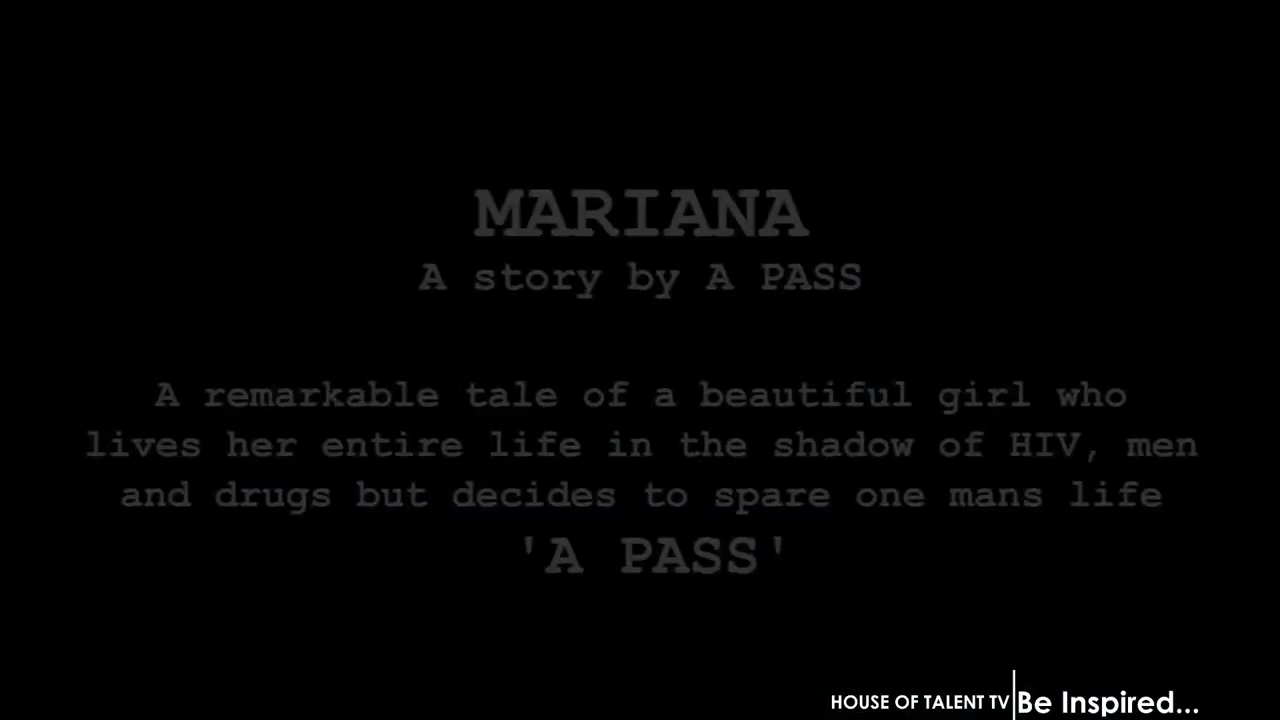 MARIANA
A story by A PASS
A remarkable tale of a beautiful girl who
lives her entire life in the shadow of HIV, men
and drugs but decides to spare one mans life
'A PASS'
HOUSE OF TALENT TV Be Inspired...